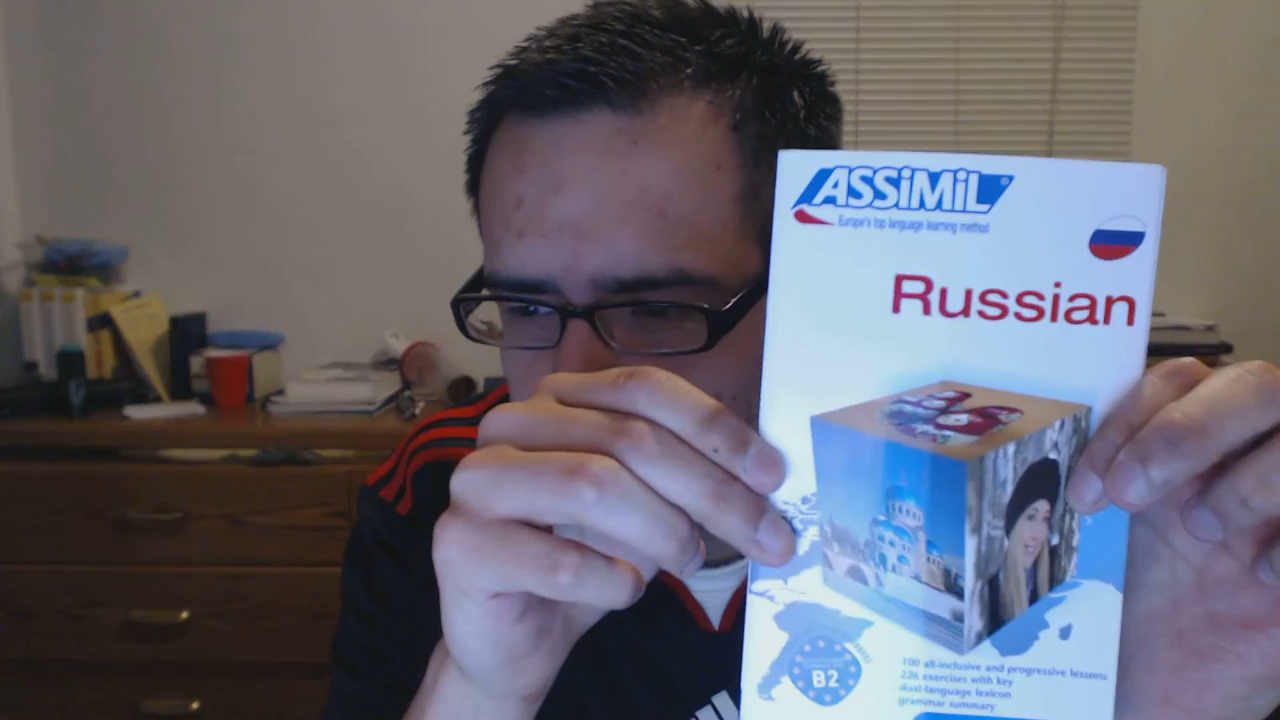 ASSiMiL
Europe's top language learning method
Russian
B2
100 all-inclusive and progressive lessons
226 exercises with key
dual-language lexicon
grammar summary